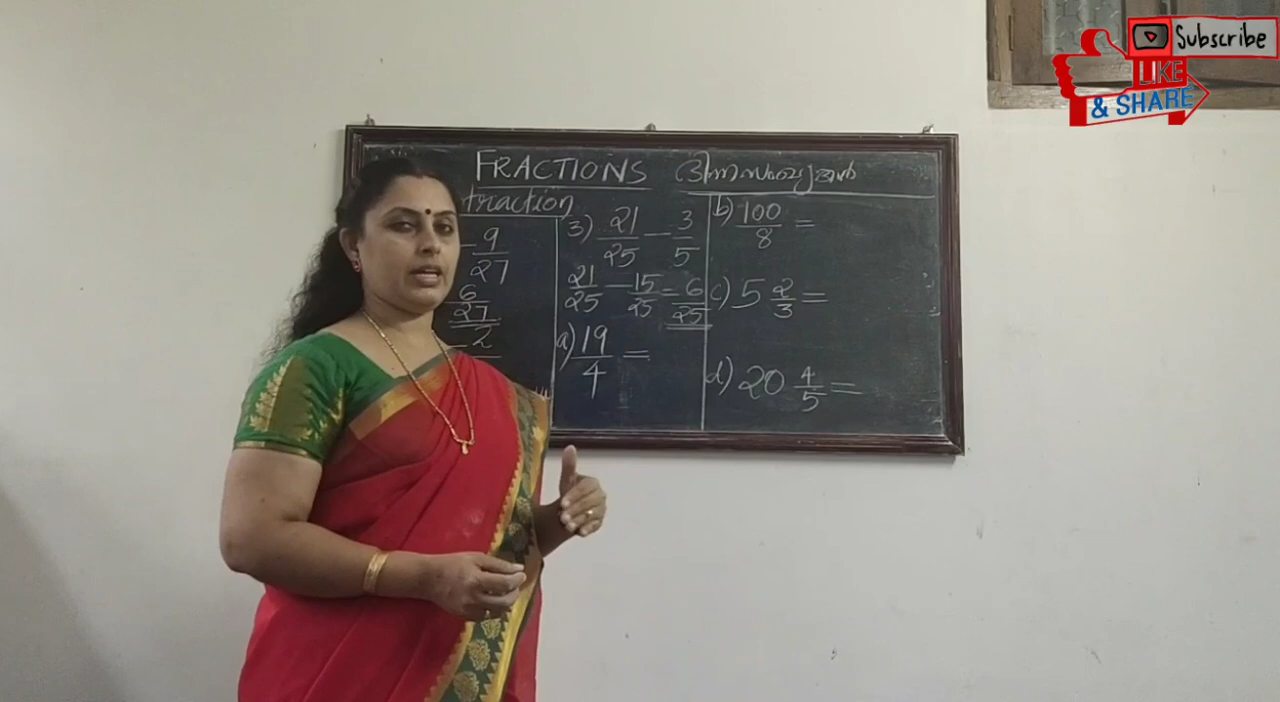 Subscribe
LIKE
& SHARE
FRACTIONS ഭിന്നസംഖ്യകൾ
traction
- 9/27
6/27
- 2
3) 21/25 - 3/5
21/25 - 15/25 = 6/25
a) 19/4 =
b) 100/8 =
c) 5 2/3 =
d) 20 4/5 =